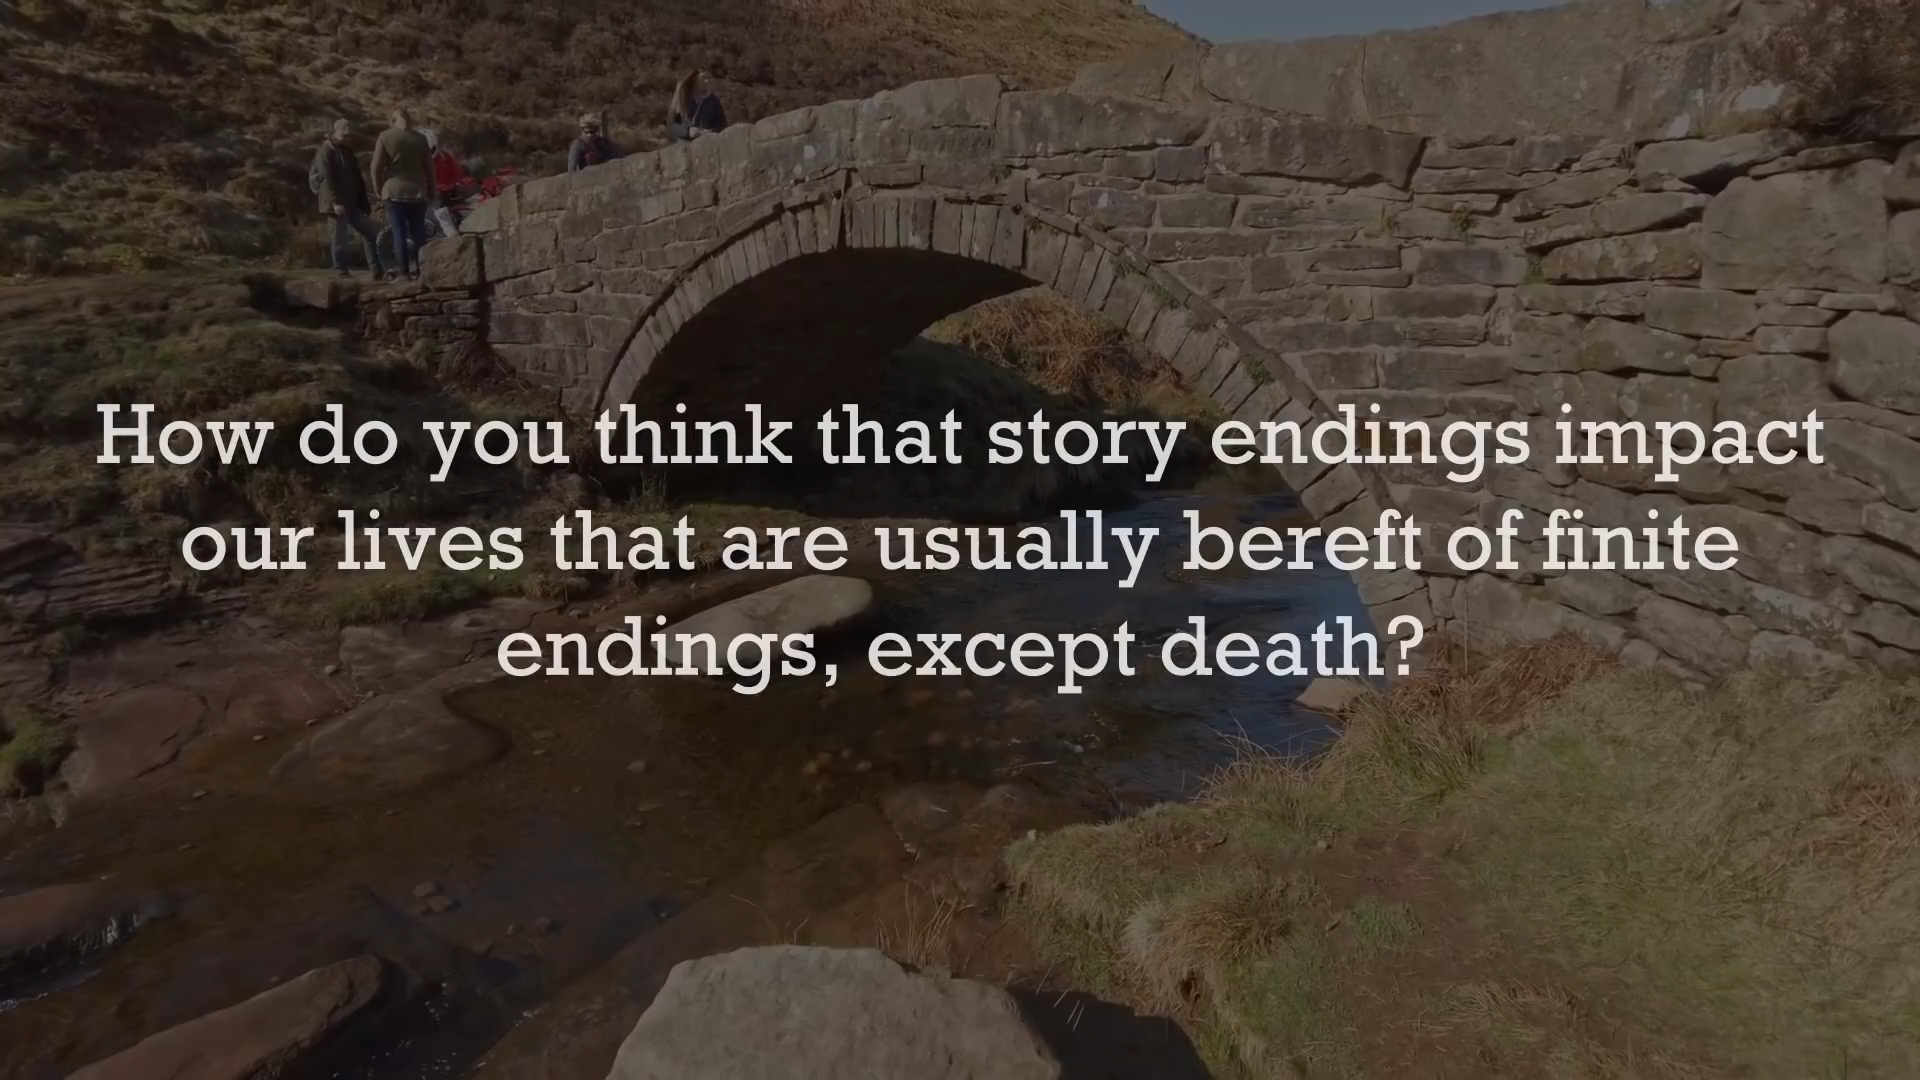 How do you think that story endings impact
our lives that are usually bereft of finite
endings, except death?